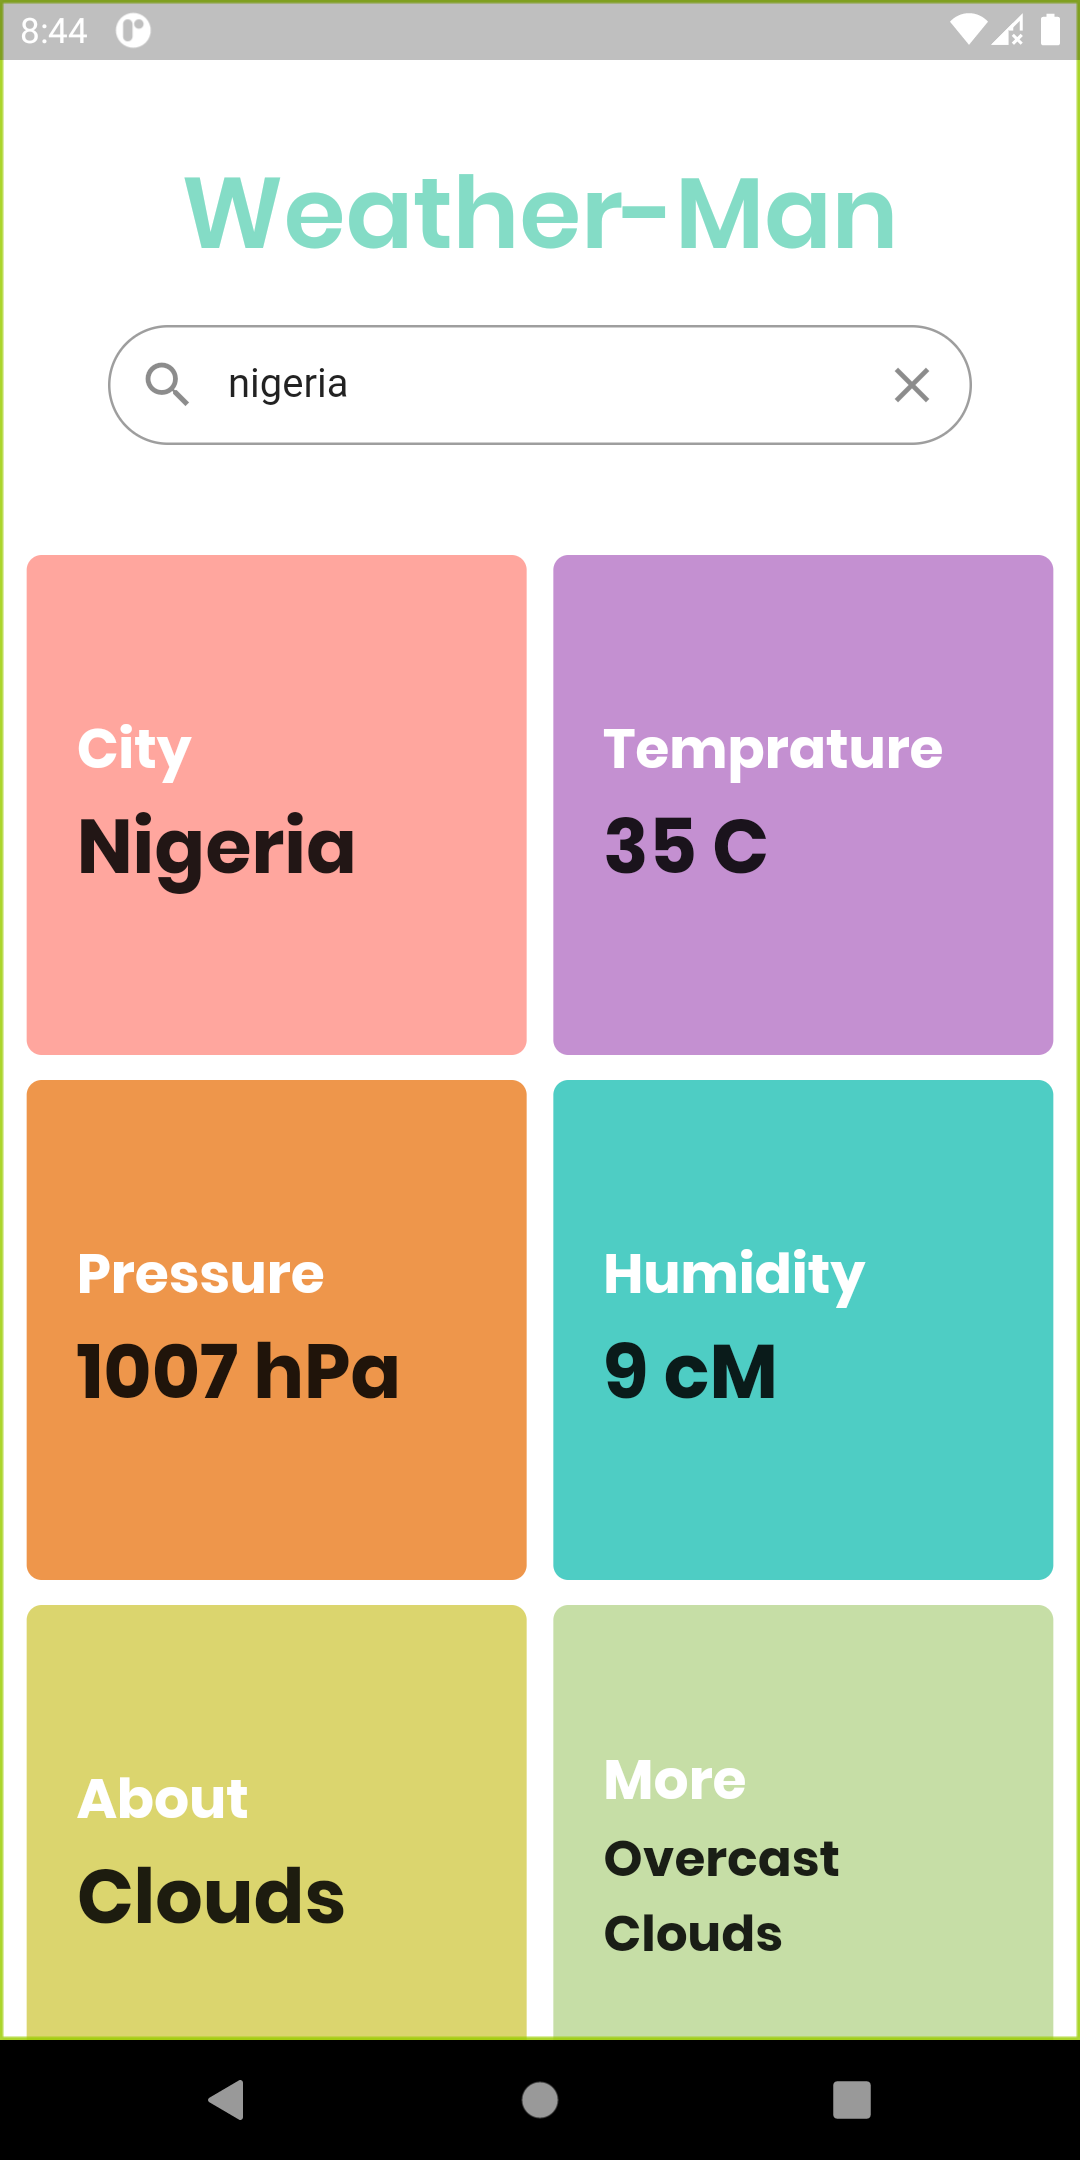 8:44
Weather-Man
nigeria
City
Nigeria
Temprature
35 C
Pressure
1007 hPa
Humidity
9 cM
About
Clouds
More
Overcast
Clouds